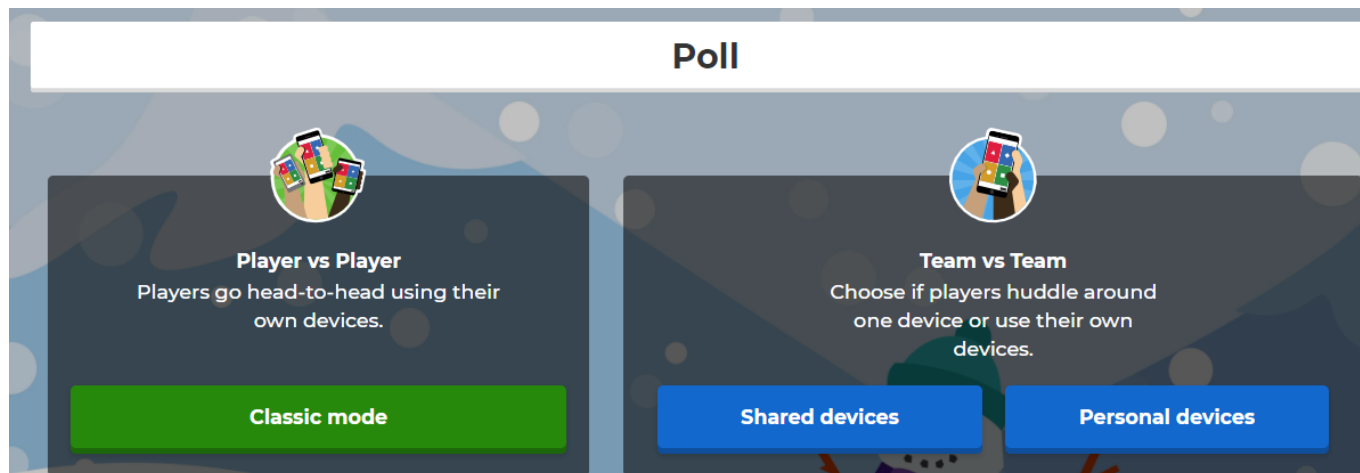 Poll
Player vs Player
Players go head-to-head using their
own devices.
Classic mode
Team vs Team
Choose if players huddle around
one device or use their own
devices.
Shared devices
Personal devices